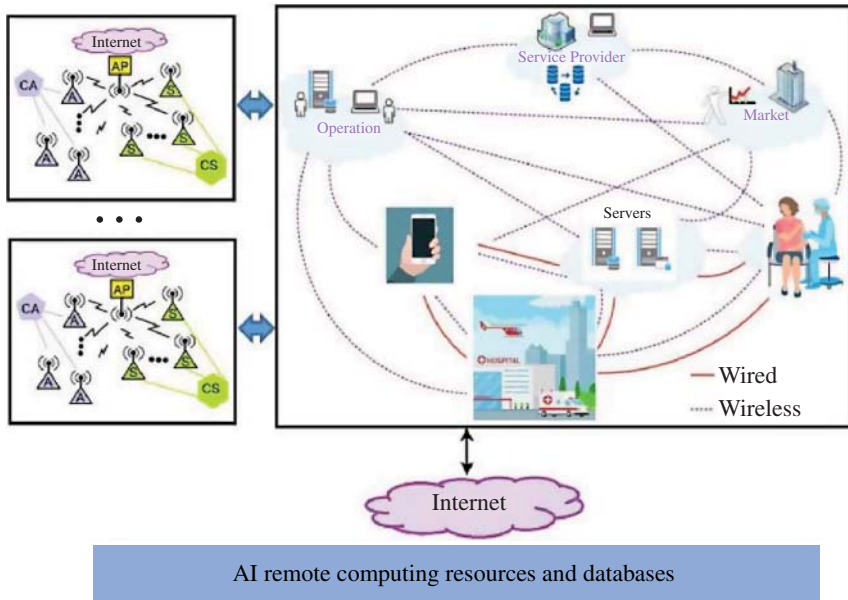 Internet
AP
CA
A
S
A
A
S
S
CS
• • •
Internet
AP
CA
A
S
A
A
S
S
CS
Service Provider
Operation
Market
Servers
HOSPITAL
Wired
Wireless
Internet
AI remote computing resources and databases